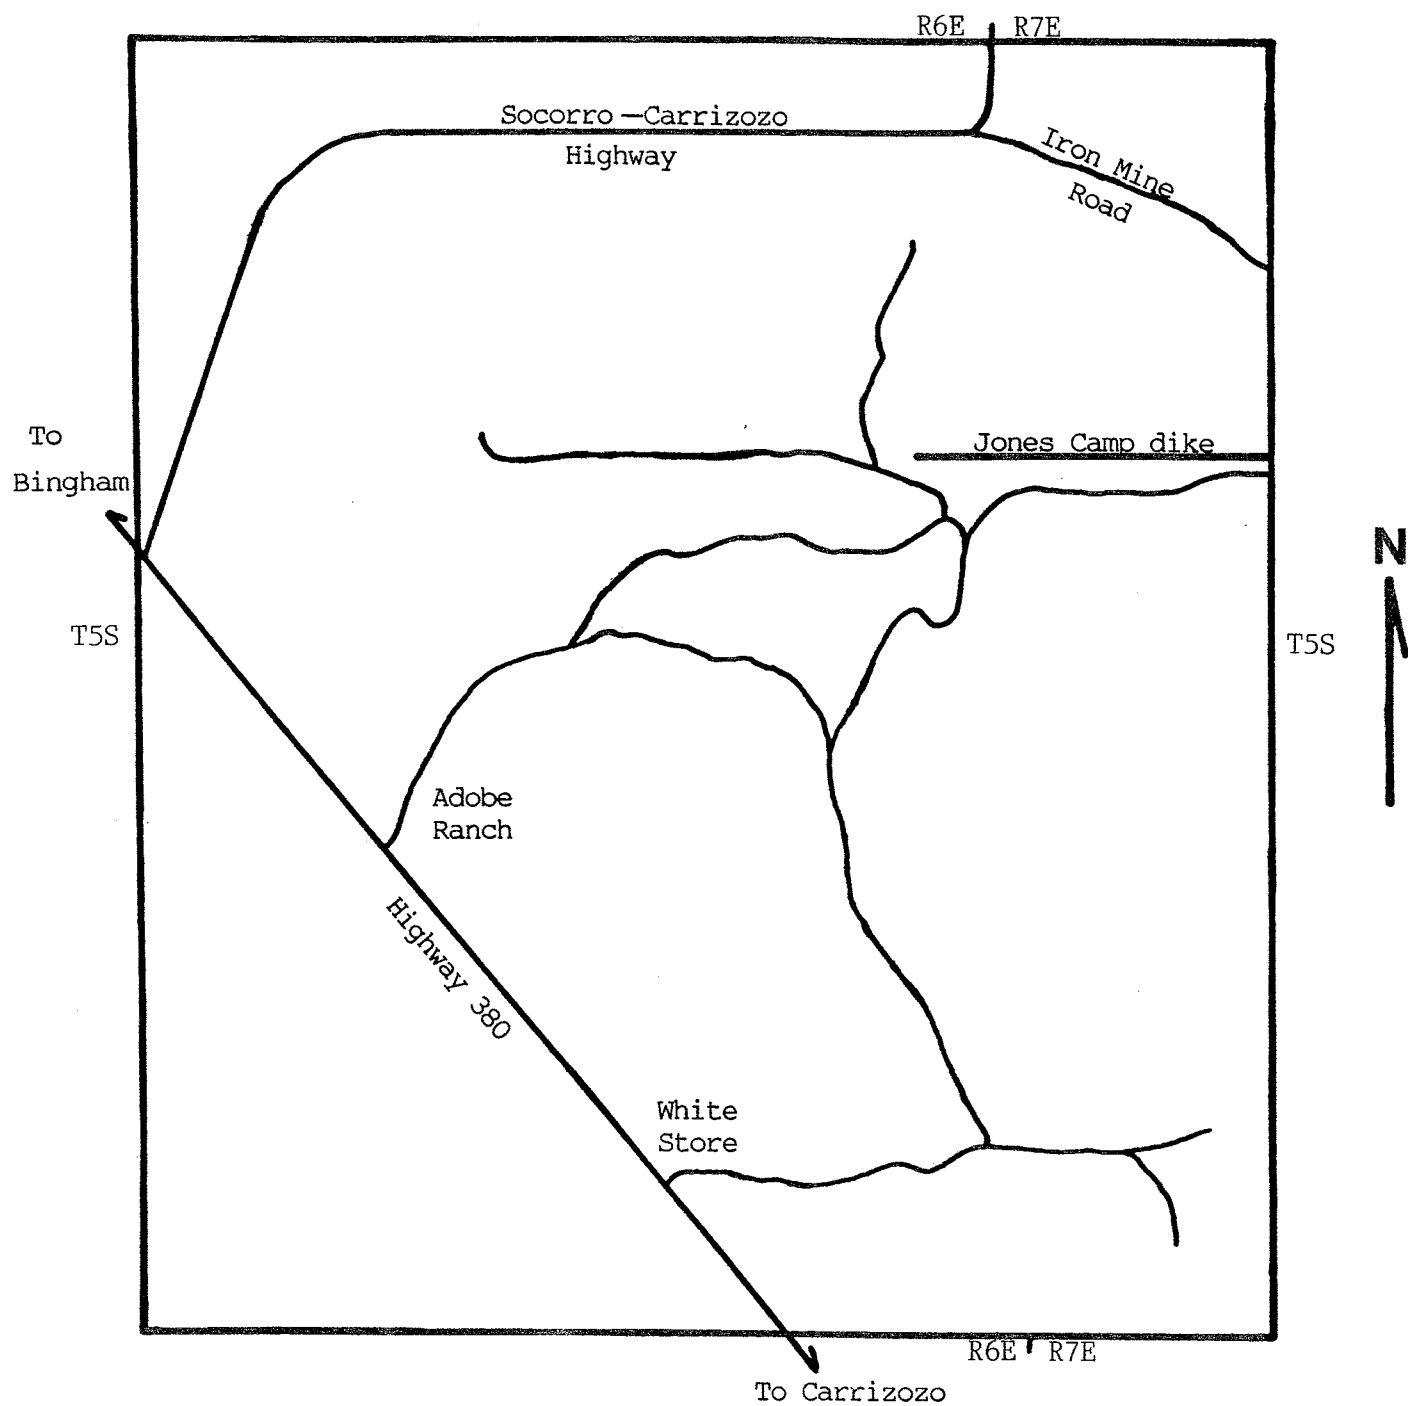 R6E R7E
Socorro—Carrizozo
Highway
Iron Mine
Road
To
Bingham
Jones Camp dike
N
T5S
T5S
Adobe
Ranch
Highway 380
White
Store
R6E R7E
To Carrizozo